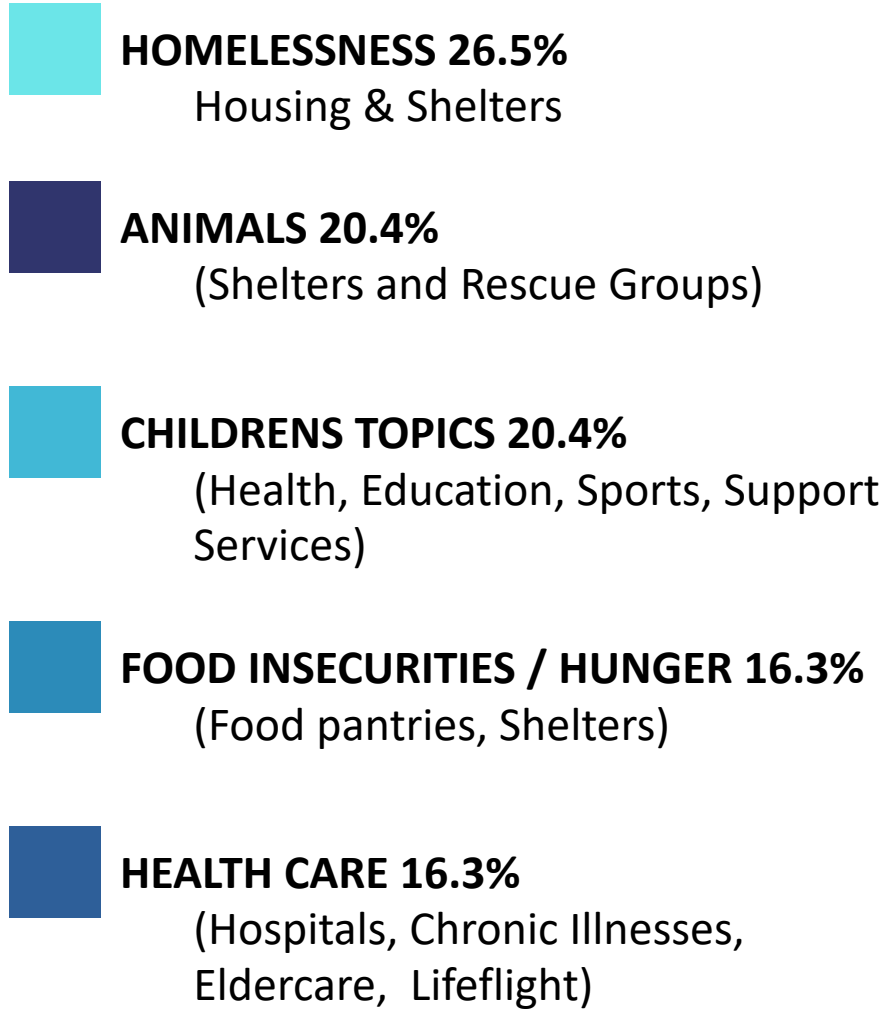 HOMELESSNESS 26.5%
Housing & Shelters
ANIMALS 20.4%
(Shelters and Rescue Groups)
CHILDRENS TOPICS 20.4%
(Health, Education, Sports, Support
Services)
FOOD INSECURITIES / HUNGER 16.3%
(Food pantries, Shelters)
HEALTH CARE 16.3%
(Hospitals, Chronic Illnesses,
Eldercare,  Lifeflight)